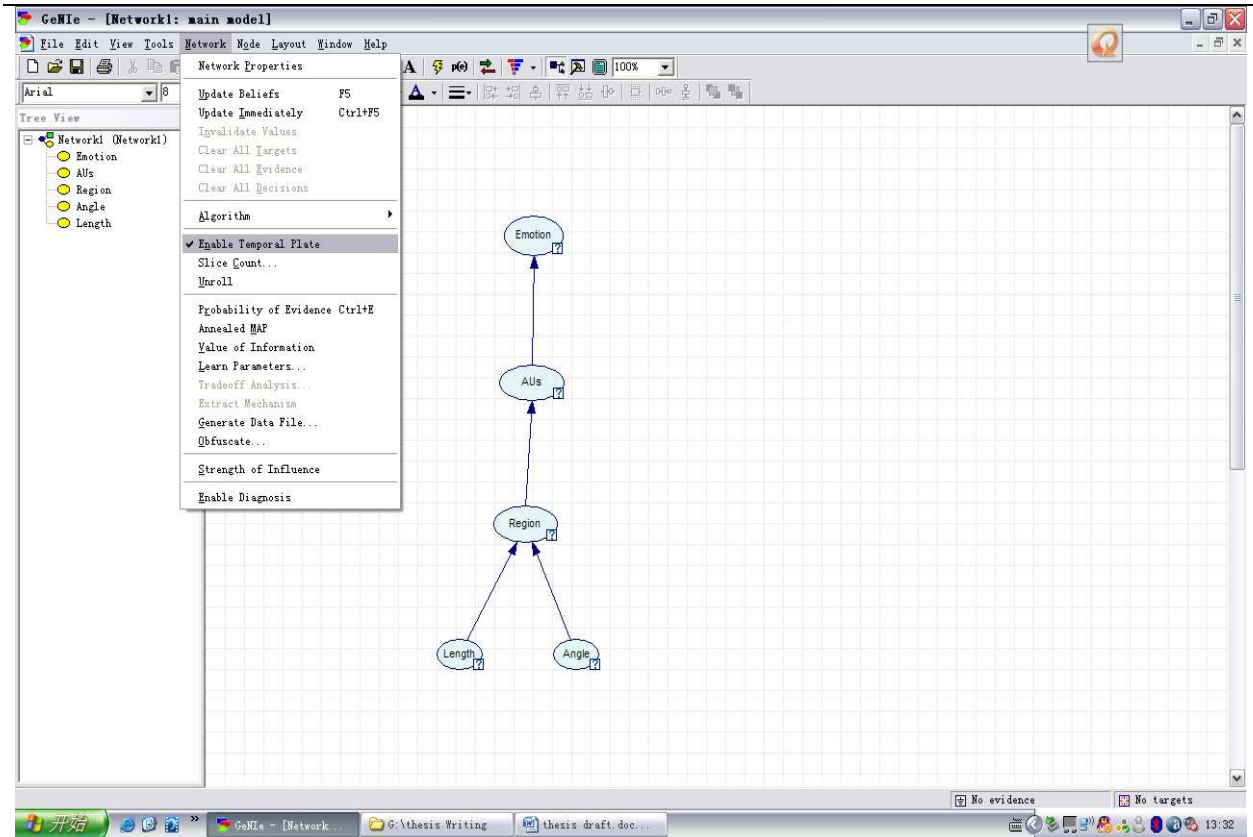 GeNIe - [Network1: main model]
File Edit View Tools Network Node Layout Window Help
A p(e) 100%
Arial 8 A
Tree View
Network1 (Network1)
Emotion
AUs
Region
Angle
Length
Network Properties
Update Beliefs F5
Update Immediately Ctrl+F5
Invalidate Values
Clear All Targets
Clear All Evidence
Clear All Decisions
Algorithm
Enable Temporal Plate
Slice Count...
Unroll
Probability of Evidence Ctrl+E
Annealed MAP
Value of Information
Learn Parameters...
Tradeoff Analysis...
Extract Mechanism
Generate Data File...
Obfuscate...
Strength of Influence
Enable Diagnosis
Emotion ?
AUs ?
Region ?
Length ? Angle ?
No evidence No targets
开始 » GeNIe - [Network... G:\thesis Writing thesis draft.doc... 13:32